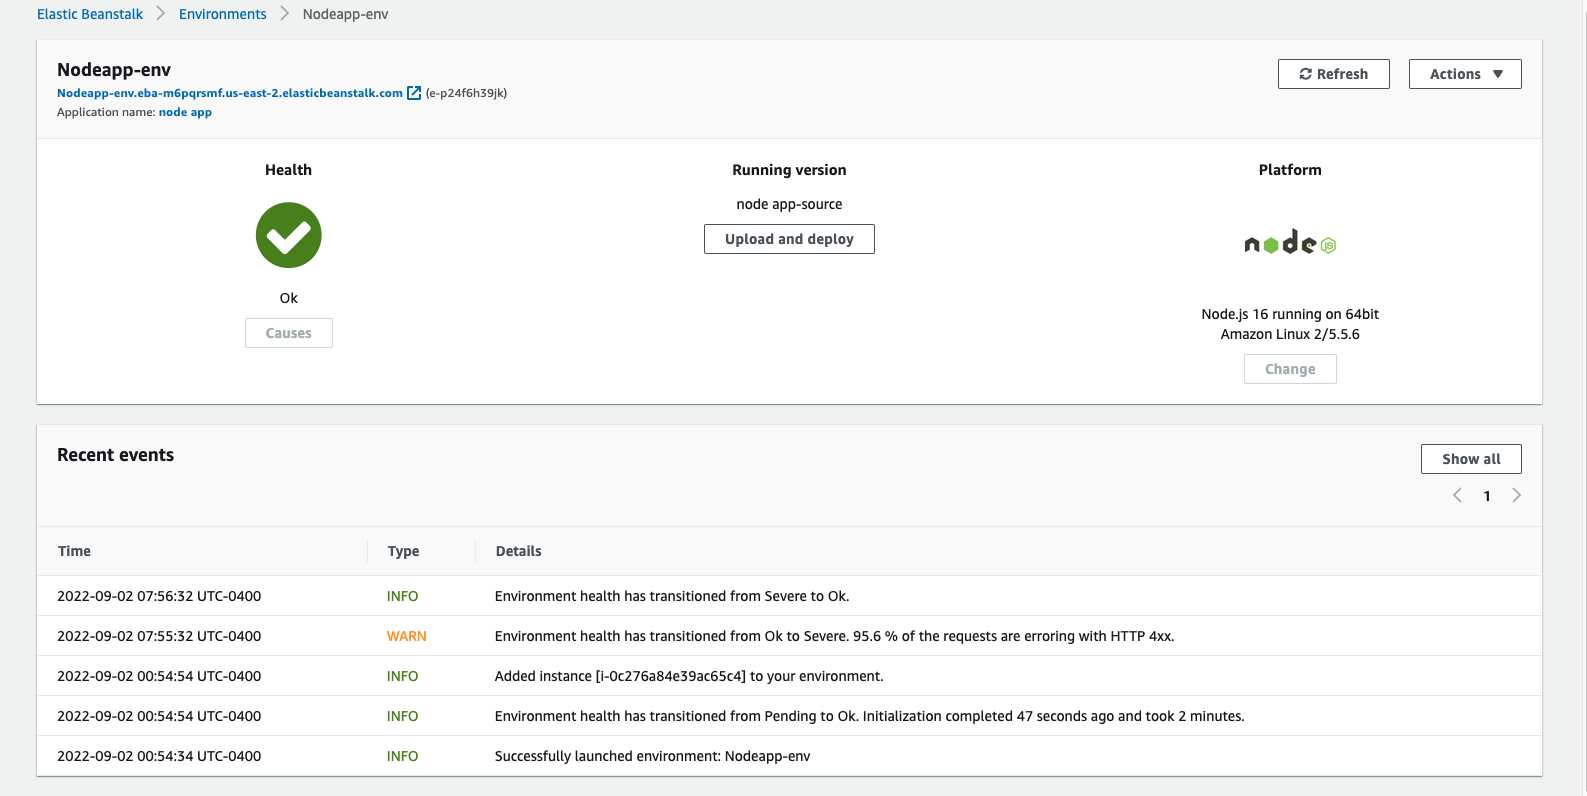 Elastic Beanstalk > Environments > Nodeapp-env
Nodeapp-env
Refresh
Actions
Nodeapp-env.eba-m6pqrsmf.us-east-2.elasticbeanstalk.com (e-p24f6h39jk)
Application name: node app
Health
Ok
Causes
Running version
node app-source
Upload and deploy
Platform
node JS
Node.js 16 running on 64bit
Amazon Linux 2/5.5.6
Change
Recent events
Show all
< 1 >
Time Type Details
2022-09-02 07:56:32 UTC-0400 INFO Environment health has transitioned from Severe to Ok.
2022-09-02 07:55:32 UTC-0400 WARN Environment health has transitioned from Ok to Severe. 95.6 % of the requests are erroring with HTTP 4xx.
2022-09-02 00:54:54 UTC-0400 INFO Added instance [i-0c276a84e39ac65c4] to your environment.
2022-09-02 00:54:54 UTC-0400 INFO Environment health has transitioned from Pending to Ok. Initialization completed 47 seconds ago and took 2 minutes.
2022-09-02 00:54:34 UTC-0400 INFO Successfully launched environment: Nodeapp-env